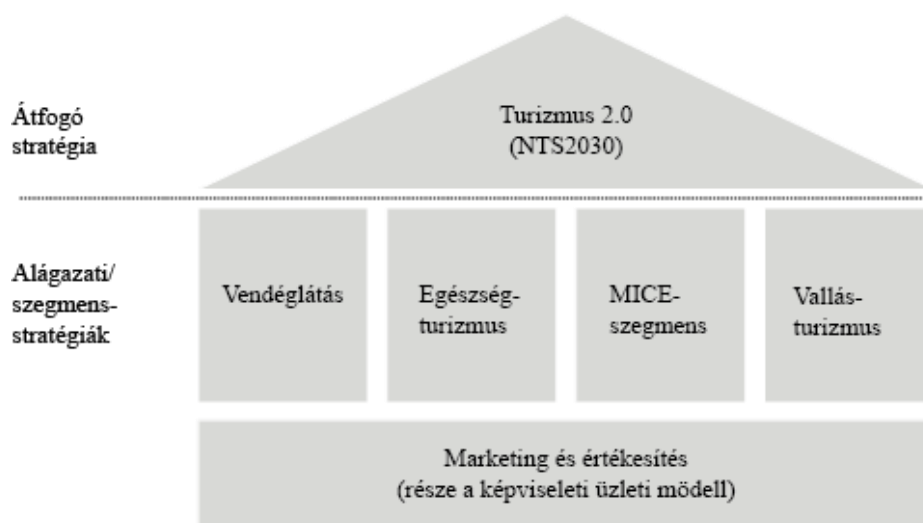 Átfogó
stratégia
Turizmus 2.0
(NTS2030)
Alágazati/
szegmens-
stratégiák
Vendéglátás
Egészség-
turizmus
MICE-
szegmens
Vallás-
turizmus
Marketing és értékesítés
(része a képviseleti üzleti mödell)